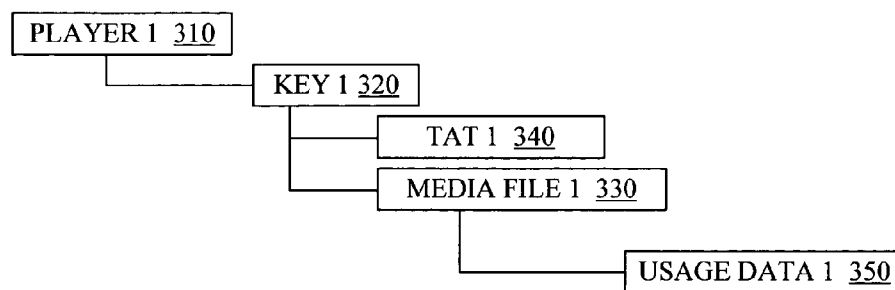 PLAYER 1 310
KEY 1 320
TAT 1 340
MEDIA FILE 1 330
USAGE DATA 1 350